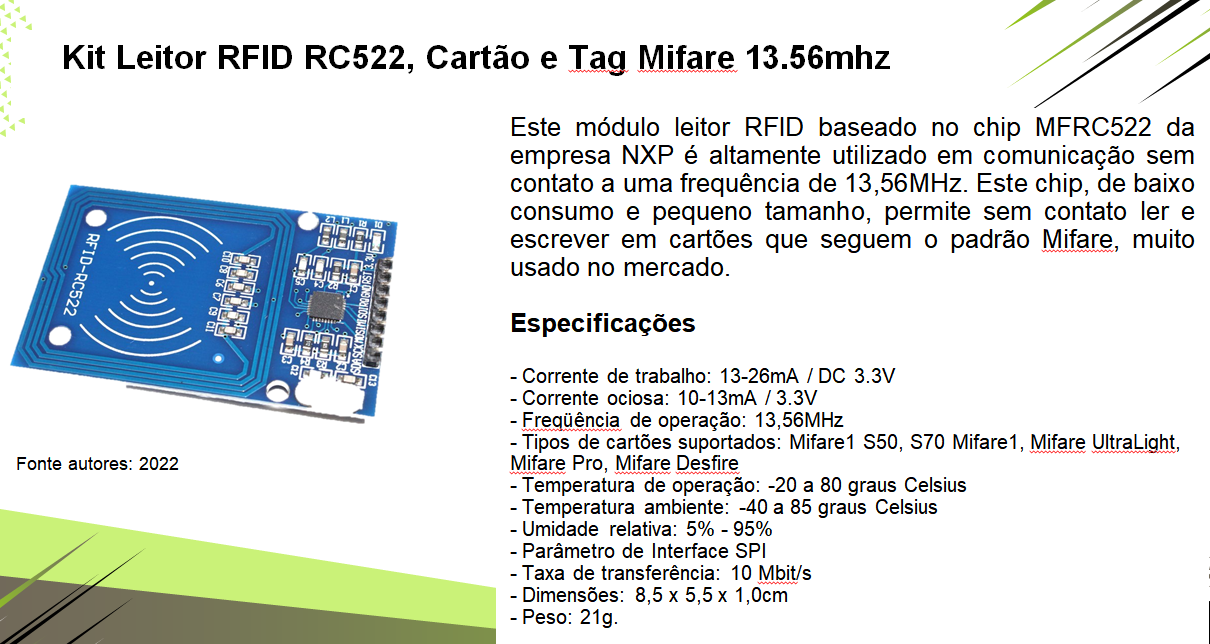 Kit Leitor RFID RC522, Cartão e Tag Mifare 13.56mhz
Este módulo leitor RFID baseado no chip MFRC522 da
empresa NXP é altamente utilizado em comunicação sem
contato a uma frequência de 13,56MHz. Este chip, de baixo
consumo e pequeno tamanho, permite sem contato ler e
escrever em cartões que seguem o padrão Mifare, muito
usado no mercado.
RFID-RC522
Fonte autores: 2022
Especificações
- Corrente de trabalho: 13-26mA / DC 3.3V
- Corrente ociosa: 10-13mA / 3.3V
- Freqüência de operação: 13,56MHz
- Tipos de cartões suportados: Mifare1 S50, S70 Mifare1, Mifare UltraLight,
Mifare Pro, Mifare Desfire
- Temperatura de operação: -20 a 80 graus Celsius
- Temperatura ambiente: -40 a 85 graus Celsius
- Umidade relativa: 5% - 95%
- Parâmetro de Interface SPI
- Taxa de transferência: 10 Mbit/s
- Dimensões: 8,5 x 5,5 x 1,0cm
- Peso: 21g.